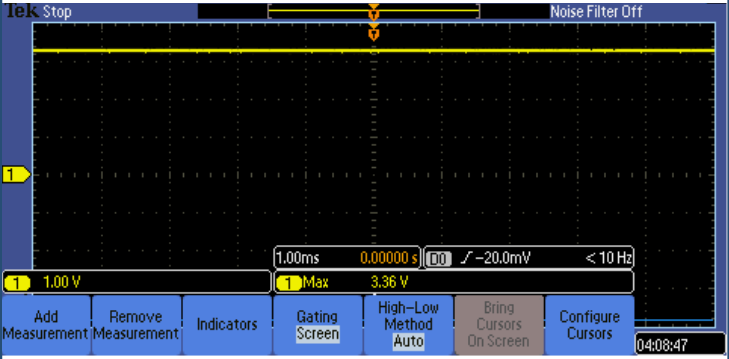 Tek Stop
Noise Filter Off
1
1.00ms 0.00000 s
D0 −20.0mV < 10 Hz
1 1.00 V
1 Max 3.36 V
Add Measurement
Remove Measurement
Indicators
Gating
Screen
High−Low Method
Auto
Bring Cursors On Screen
Configure Cursors
04:08:47